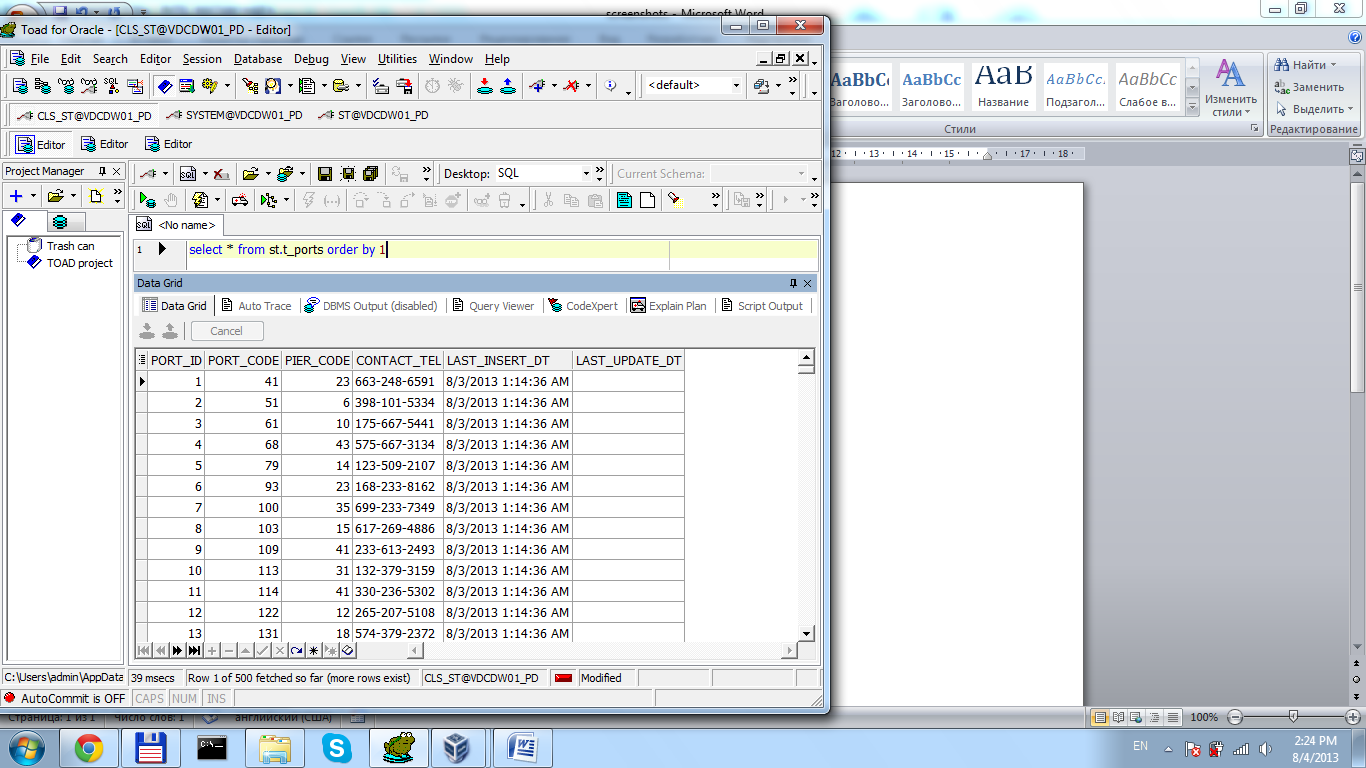 screenshots - Microsoft Word
Toad for Oracle - [CLS_ST@VDCDW01_PD - Editor]
File Edit Search Editor Session Database Debug View Utilities Window Help
<default>
CLS_ST@VDCDW01_PD SYSTEM@VDCDW01_PD ST@VDCDW01_PD
Editor Editor Editor
Project Manager
Desktop: SQL Current Schema:
Trash can
TOAD project
SQL <No name>
1 select * from st.t_ports order by 1
Data Grid
Data Grid Auto Trace DBMS Output (disabled) Query Viewer CodeXpert Explain Plan Script Output
Cancel
PORT_ID PORT_CODE PIER_CODE CONTACT_TEL LAST_INSERT_DT LAST_UPDATE_DT
1 41 23 663-248-6591 8/3/2013 1:14:36 AM
2 51 6 398-101-5334 8/3/2013 1:14:36 AM
3 61 10 175-667-5441 8/3/2013 1:14:36 AM
4 68 43 575-667-3134 8/3/2013 1:14:36 AM
5 79 14 123-509-2107 8/3/2013 1:14:36 AM
6 93 23 168-233-8162 8/3/2013 1:14:36 AM
7 100 35 699-233-7349 8/3/2013 1:14:36 AM
8 103 15 617-269-4886 8/3/2013 1:14:36 AM
9 109 41 233-613-2493 8/3/2013 1:14:36 AM
10 113 31 132-379-3159 8/3/2013 1:14:36 AM
11 114 41 330-236-5302 8/3/2013 1:14:36 AM
12 122 12 265-207-5108 8/3/2013 1:14:36 AM
13 131 18 574-379-2372 8/3/2013 1:14:36 AM
C:\Users\admin\AppData 39 msecs Row 1 of 500 fetched so far (more rows exist) CLS_ST@VDCDW01_PD Modified
AutoCommit is OFF CAPS NUM INS
AaBbCc AaBbCc AaB AaBbCc. AaBbCc
Заголово... Заголово... Название Подзагол... Слабое в...
Изменить
стили
Найти
Заменить
Выделить
Стили
Редактирование
12 13 14 15 17 18
Страница: 1 из 1 Число слов: 1 английский (США)
100%
EN
2:24 PM
8/4/2013